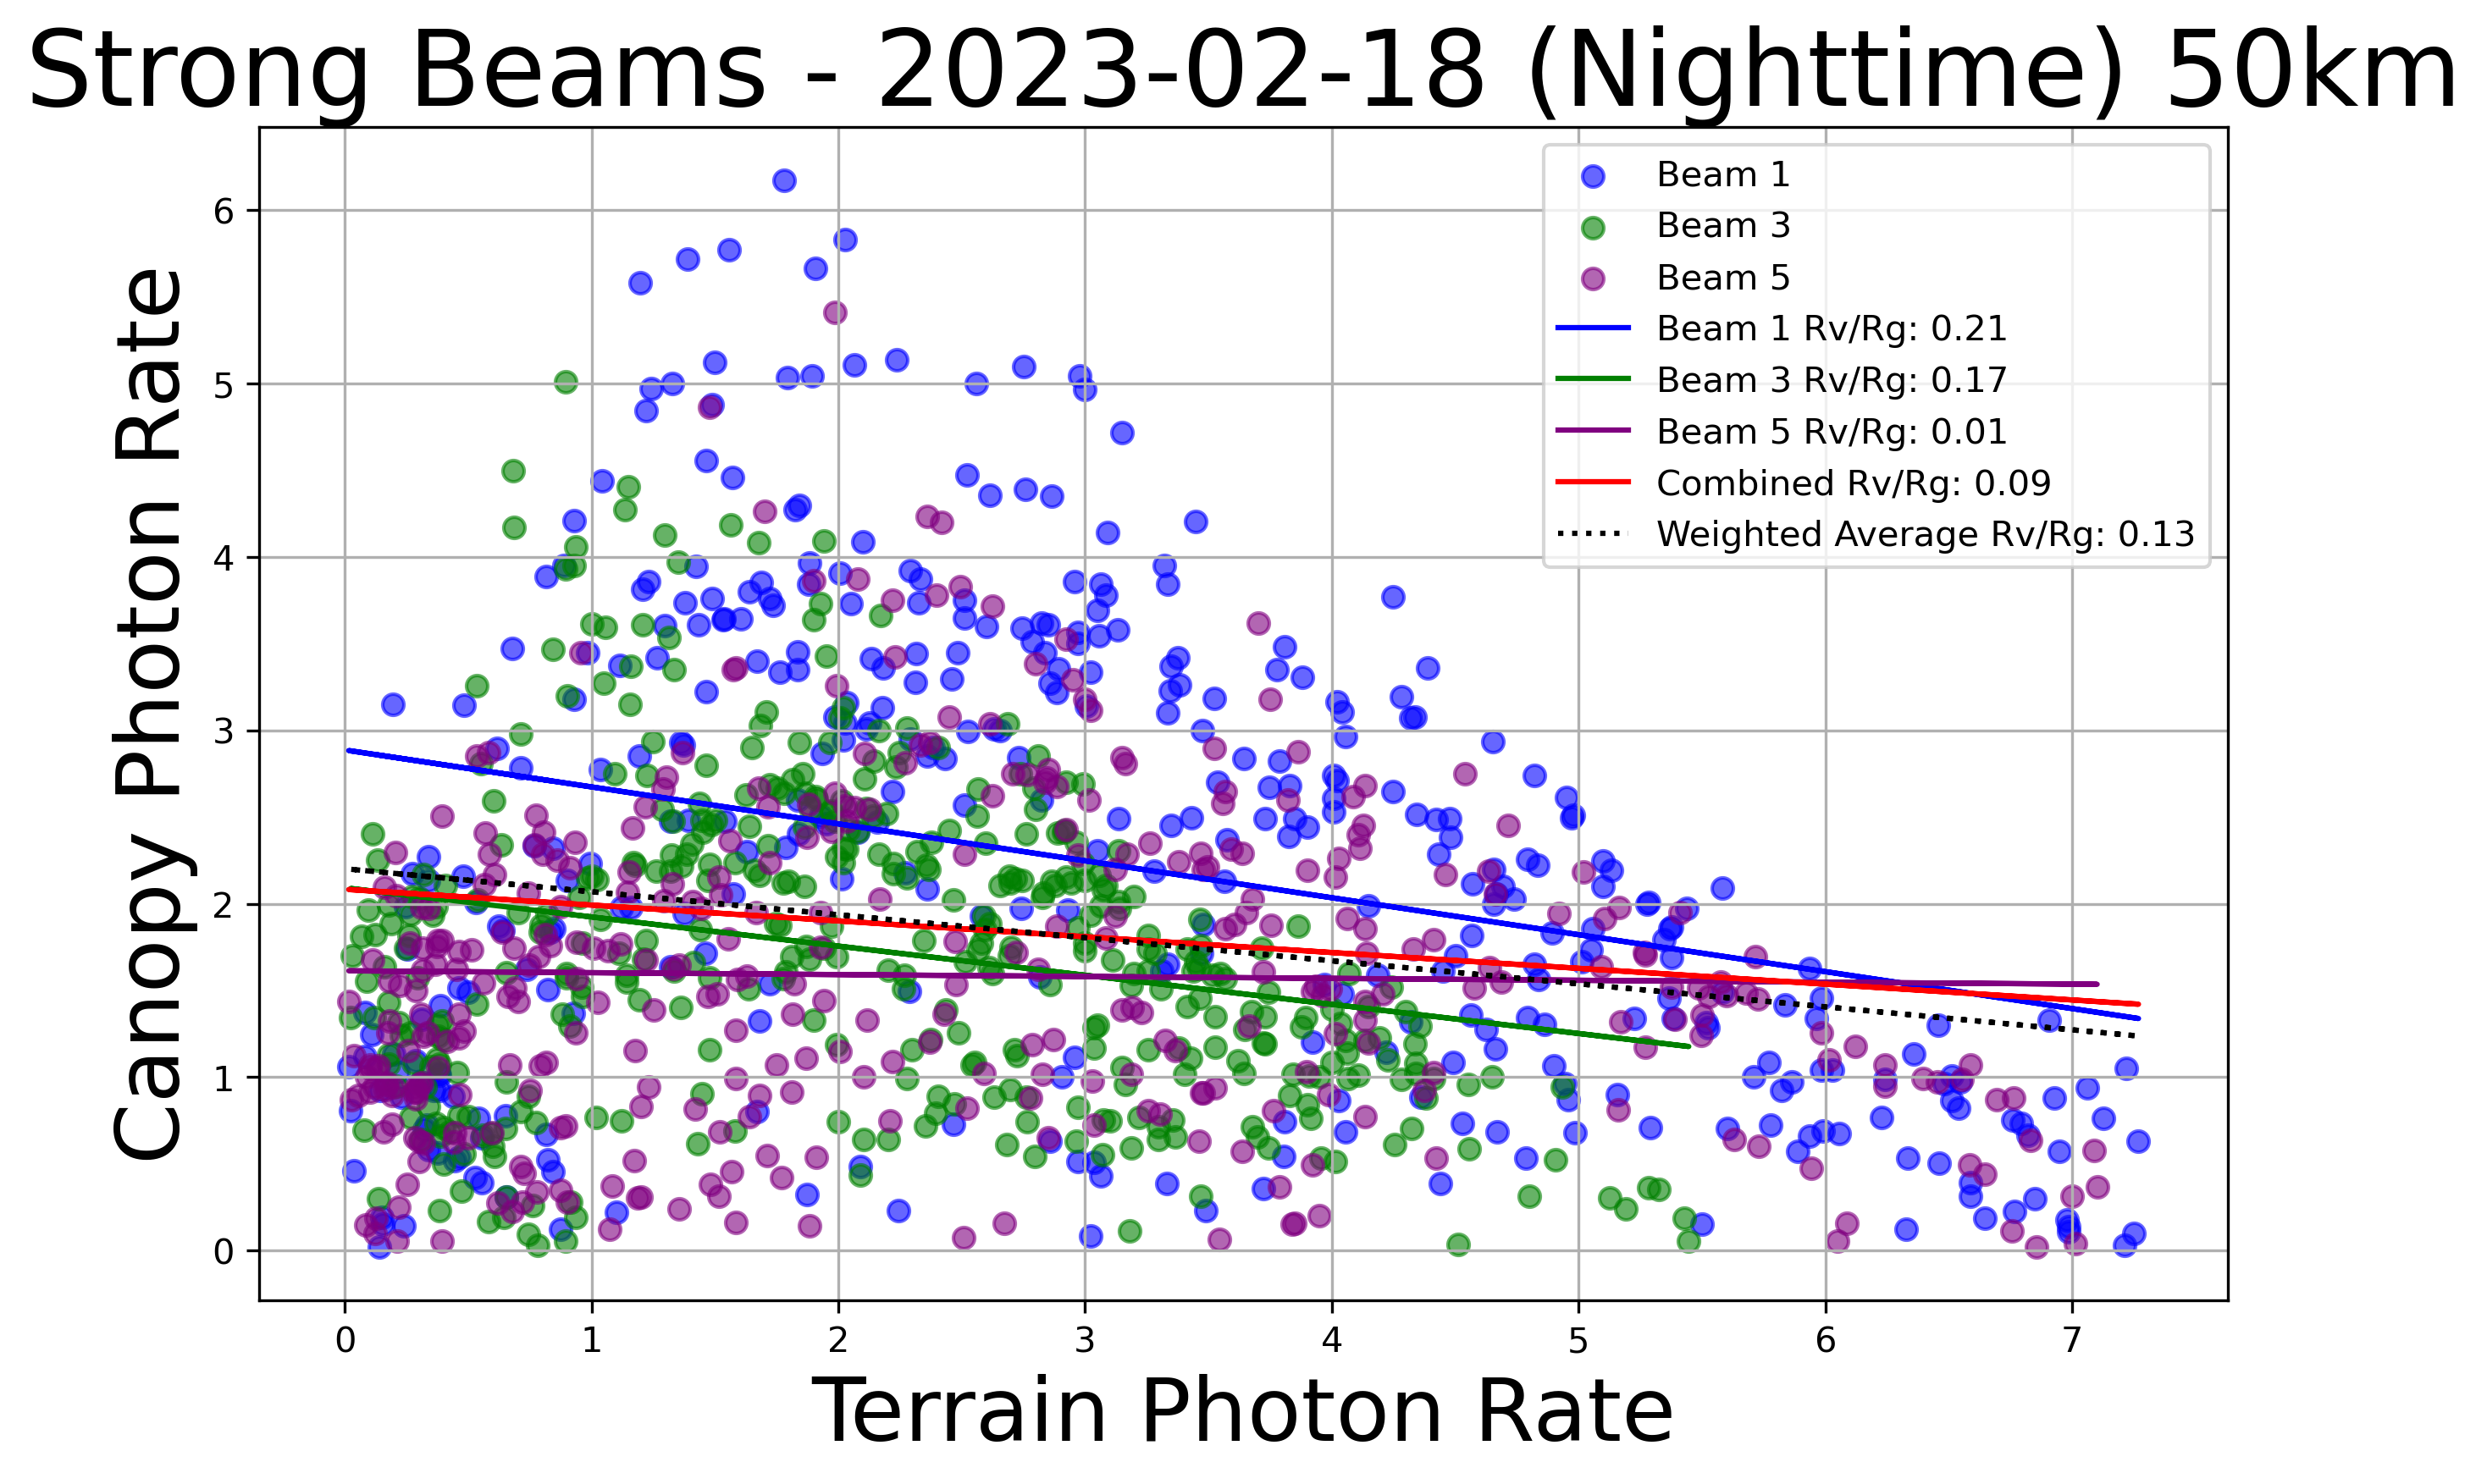 Strong Beams - 2023-02-18 (Nighttime) 50km
Canopy Photon Rate
6
5
4
3
2
1
0
Beam 1
Beam 3
Beam 5
Beam 1 Rv/Rg: 0.21
Beam 3 Rv/Rg: 0.17
Beam 5 Rv/Rg: 0.01
Combined Rv/Rg: 0.09
Weighted Average Rv/Rg: 0.13
0 1 2 3 4 5 6 7
Terrain Photon Rate